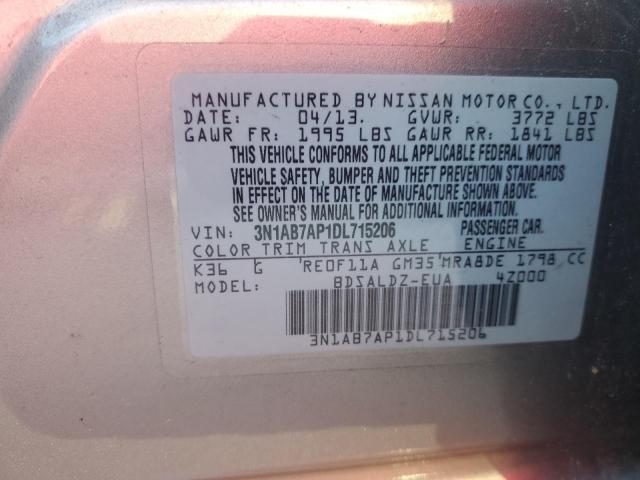 MANUFACTURED BY NISSAN MOTOR CO., LTD.
DATE: 04/13. GVWR: 3772 LBS
GAWR FR: 1995 LBS GAWR RR: 1841 LBS
THIS VEHICLE CONFORMS TO ALL APPLICABLE FEDERAL MOTOR
VEHICLE SAFETY, BUMPER AND THEFT PREVENTION STANDARDS
IN EFFECT ON THE DATE OF MANUFACTURE SHOWN ABOVE.
SEE OWNER'S MANUAL FOR ADDITIONAL INFORMATION.
VIN: 3N1AB7AP1DL715206 PASSENGER CAR.
COLOR TRIM TRANS AXLE ENGINE
K36 G 'RE0F11A GM35'MRA8DE 1798 CC
MODEL: BDSALDZ-EUA 4Z000
3N1AB7AP1DL715206